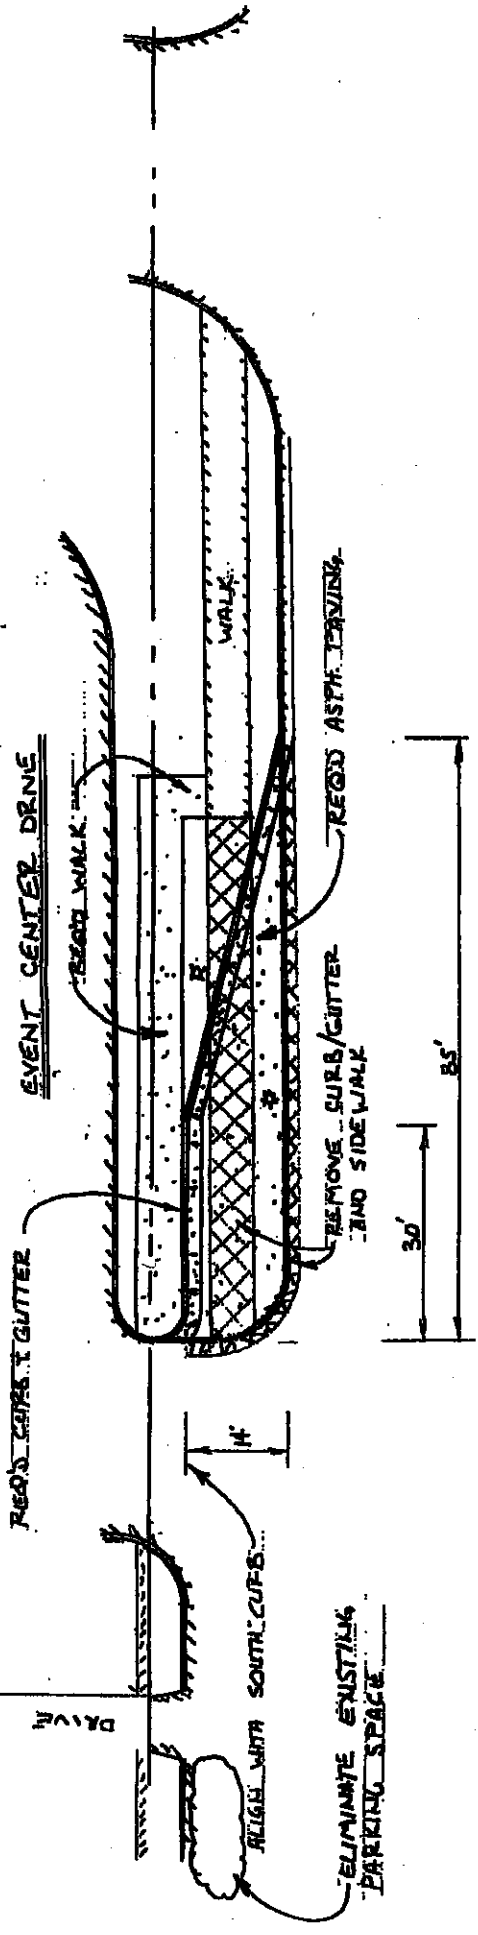 EVENT CENTER DRIVE
REQ'D WALK
REQ'D CURB & GUTTER
WALK
REQ'D ASPH. PAVING
REMOVE CURB/GUTTER
AND SIDEWALK
30'
85'
14'
ALIGN WITH SOUTH CURB
DRIVE
ELIMINATE EXISTING
PARKING SPACE